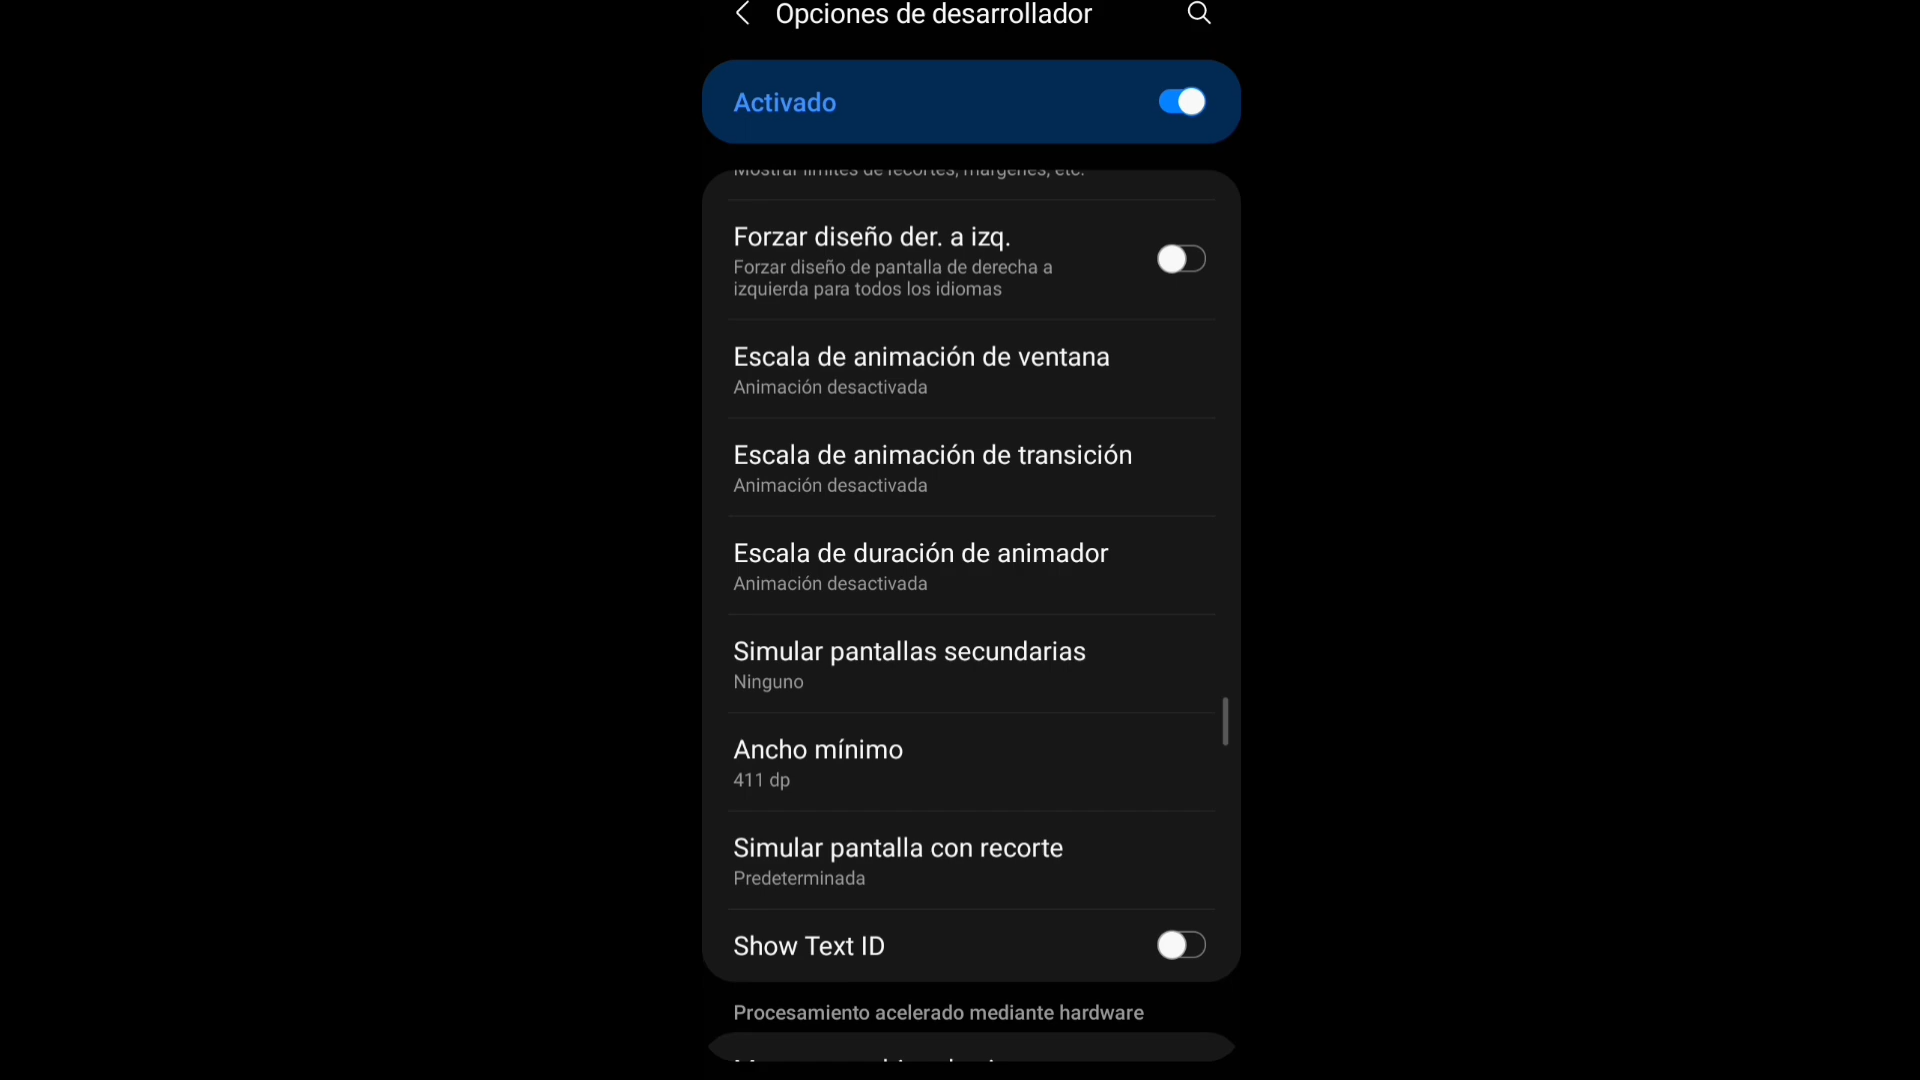 Opciones de desarrollador
Activado
Mostrar límites de recortes, márgenes, etc.
Forzar diseño der. a izq.
Forzar diseño de pantalla de derecha a
izquierda para todos los idiomas
Escala de animación de ventana
Animación desactivada
Escala de animación de transición
Animación desactivada
Escala de duración de animador
Animación desactivada
Simular pantallas secundarias
Ninguno
Ancho mínimo
411 dp
Simular pantalla con recorte
Predeterminada
Show Text ID
Procesamiento acelerado mediante hardware